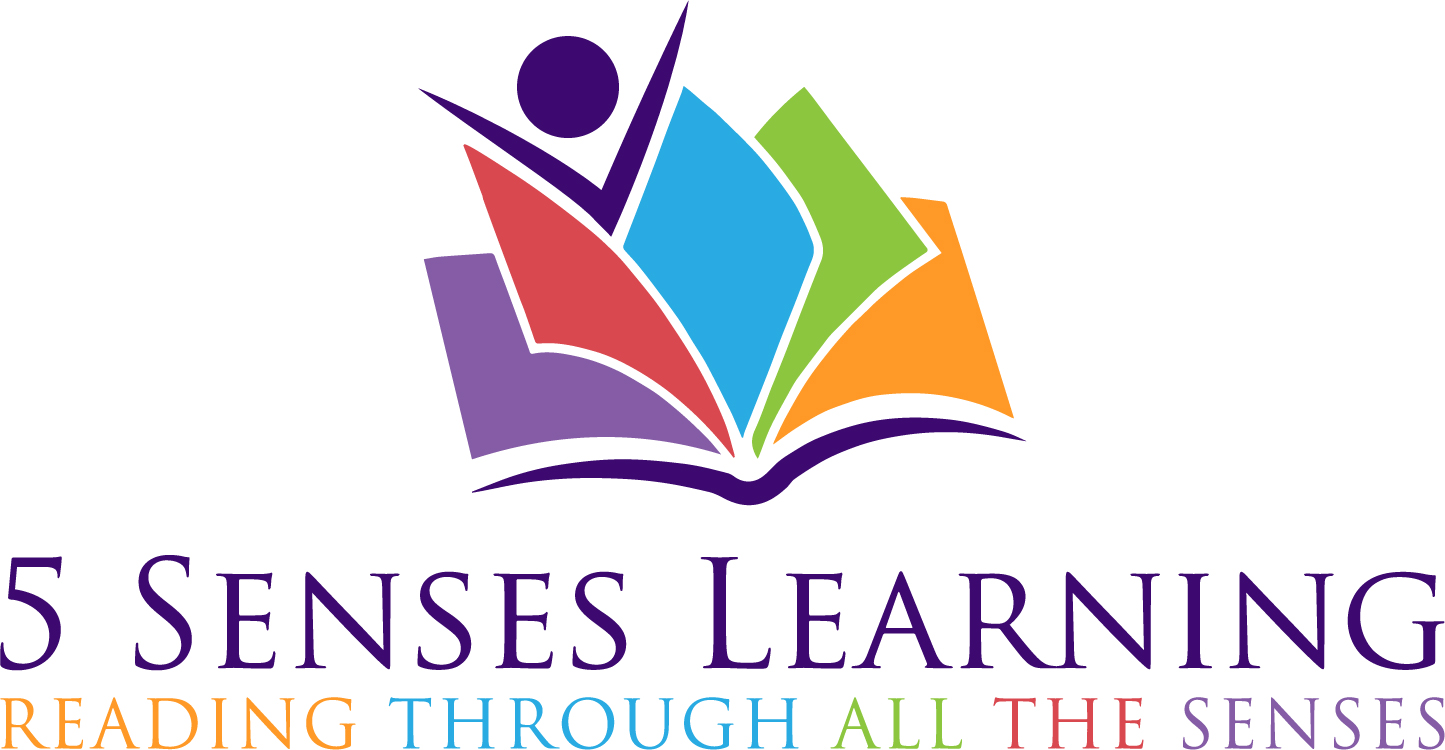 5 SENSES LEARNING
READING THROUGH ALL THE SENSES